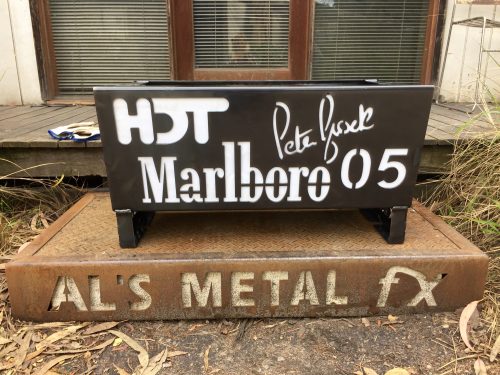 HDT
Peter Brock
Marlboro 05
AL'S METAL fX